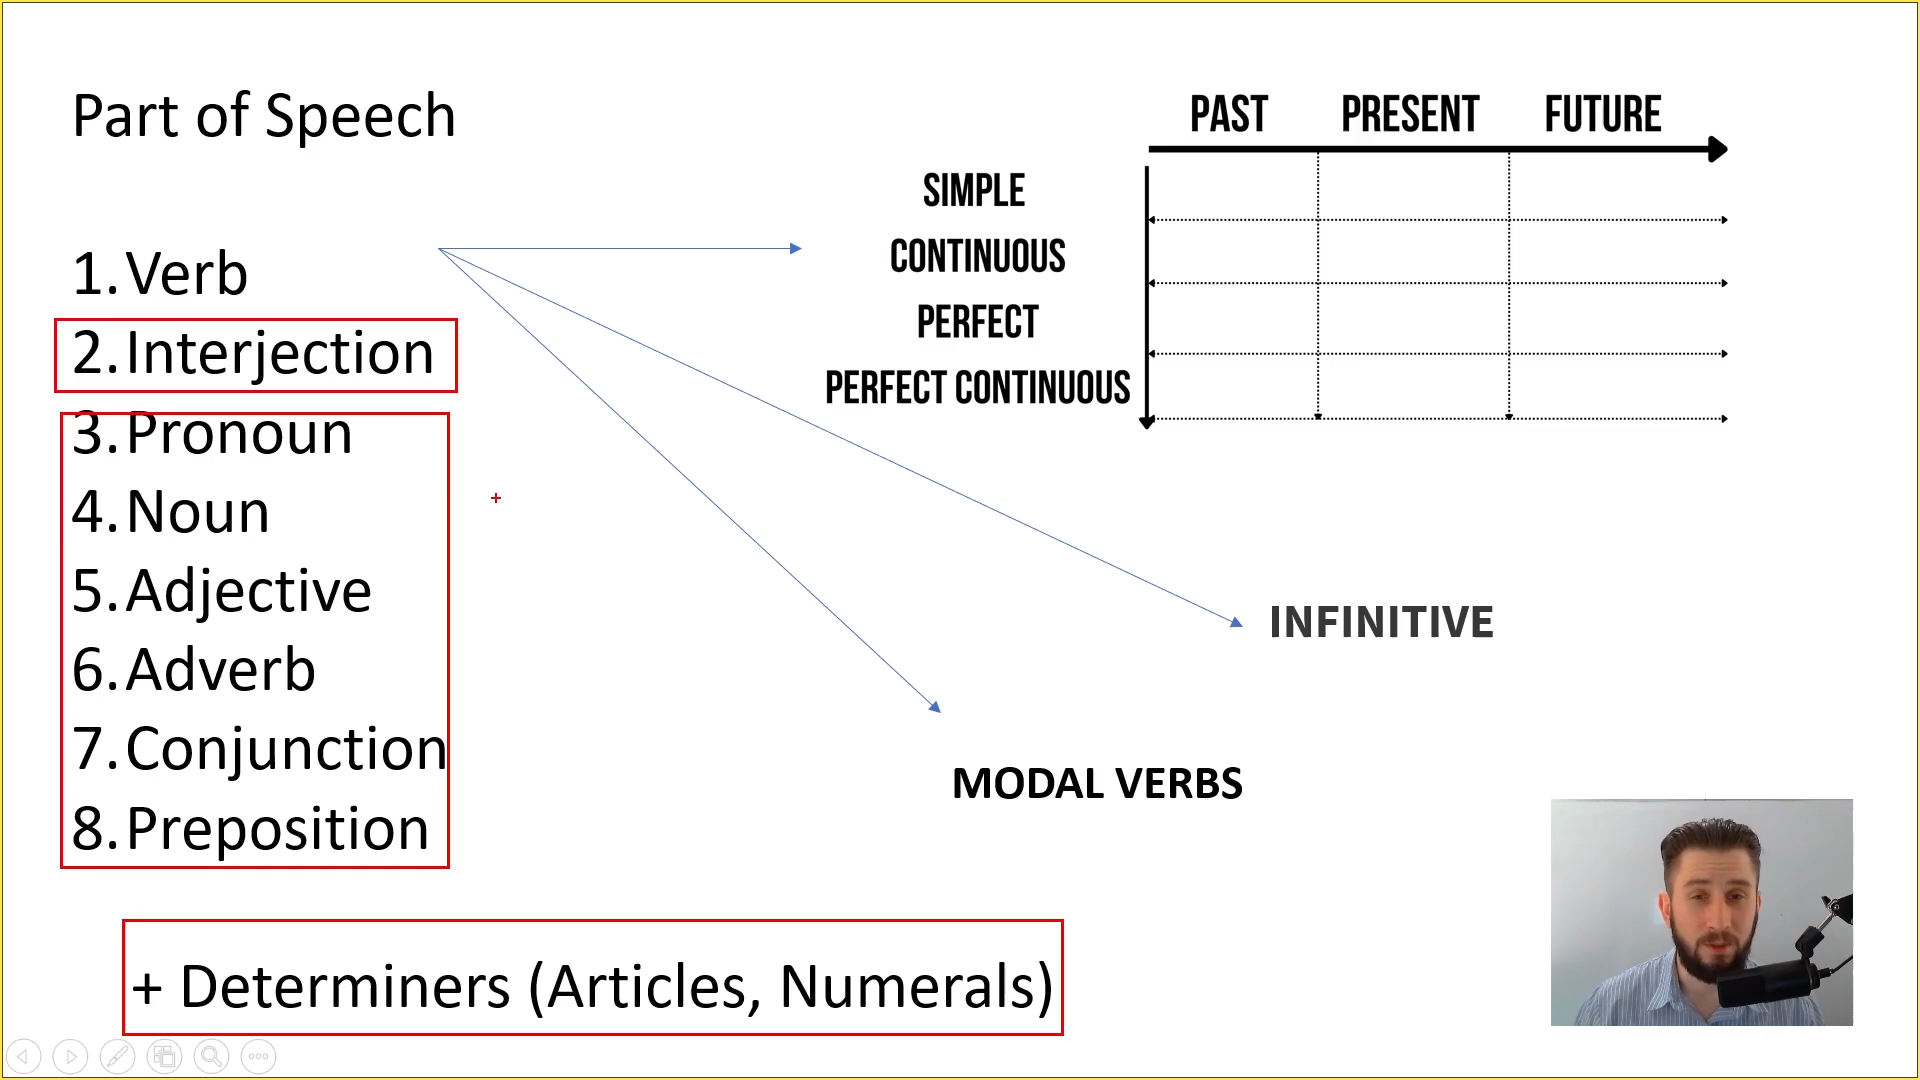 Part of Speech
1. Verb
2. Interjection
3. Pronoun
4. Noun
5. Adjective
6. Adverb
7. Conjunction
8. Preposition
+ Determiners (Articles, Numerals)
PAST PRESENT FUTURE
SIMPLE
CONTINUOUS
PERFECT
PERFECT CONTINUOUS
INFINITIVE
MODAL VERBS